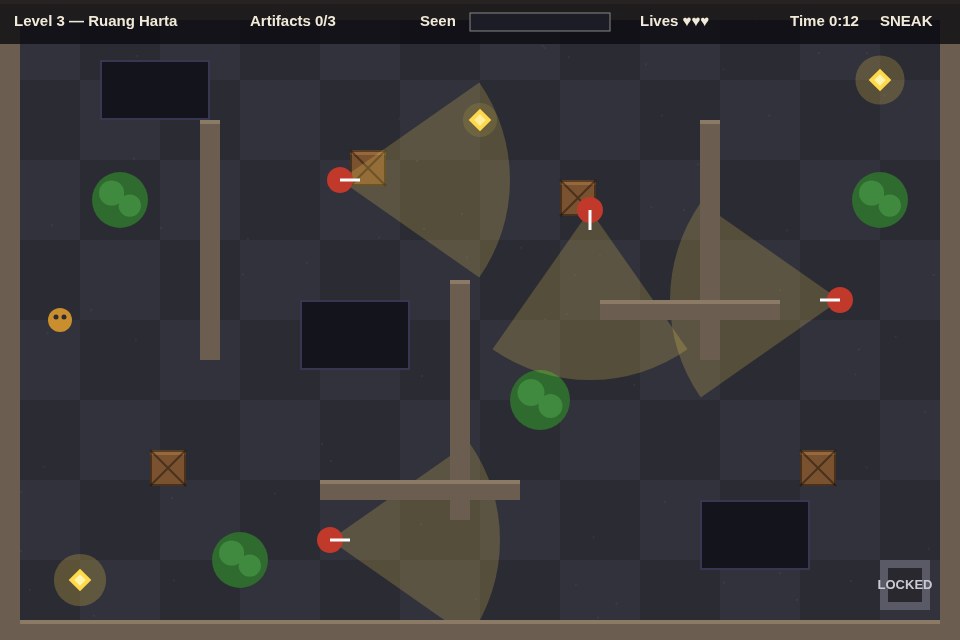 Level 3 — Ruang Harta Artifacts 0/3 Seen Lives ♥♥♥ Time 0:12 SNEAK
LOCKED